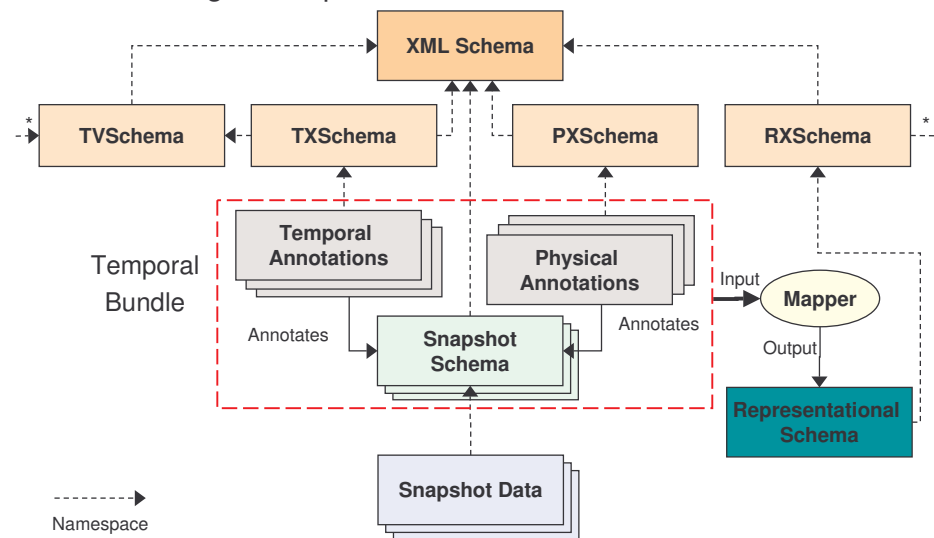 XML Schema
*
TVSchema
TXSchema
PXSchema
RXSchema
*
Temporal
Annotations
Physical
Annotations
Temporal
Bundle
Input
Mapper
Annotates
Annotates
Snapshot
Schema
Output
Representational
Schema
Snapshot Data
Namespace